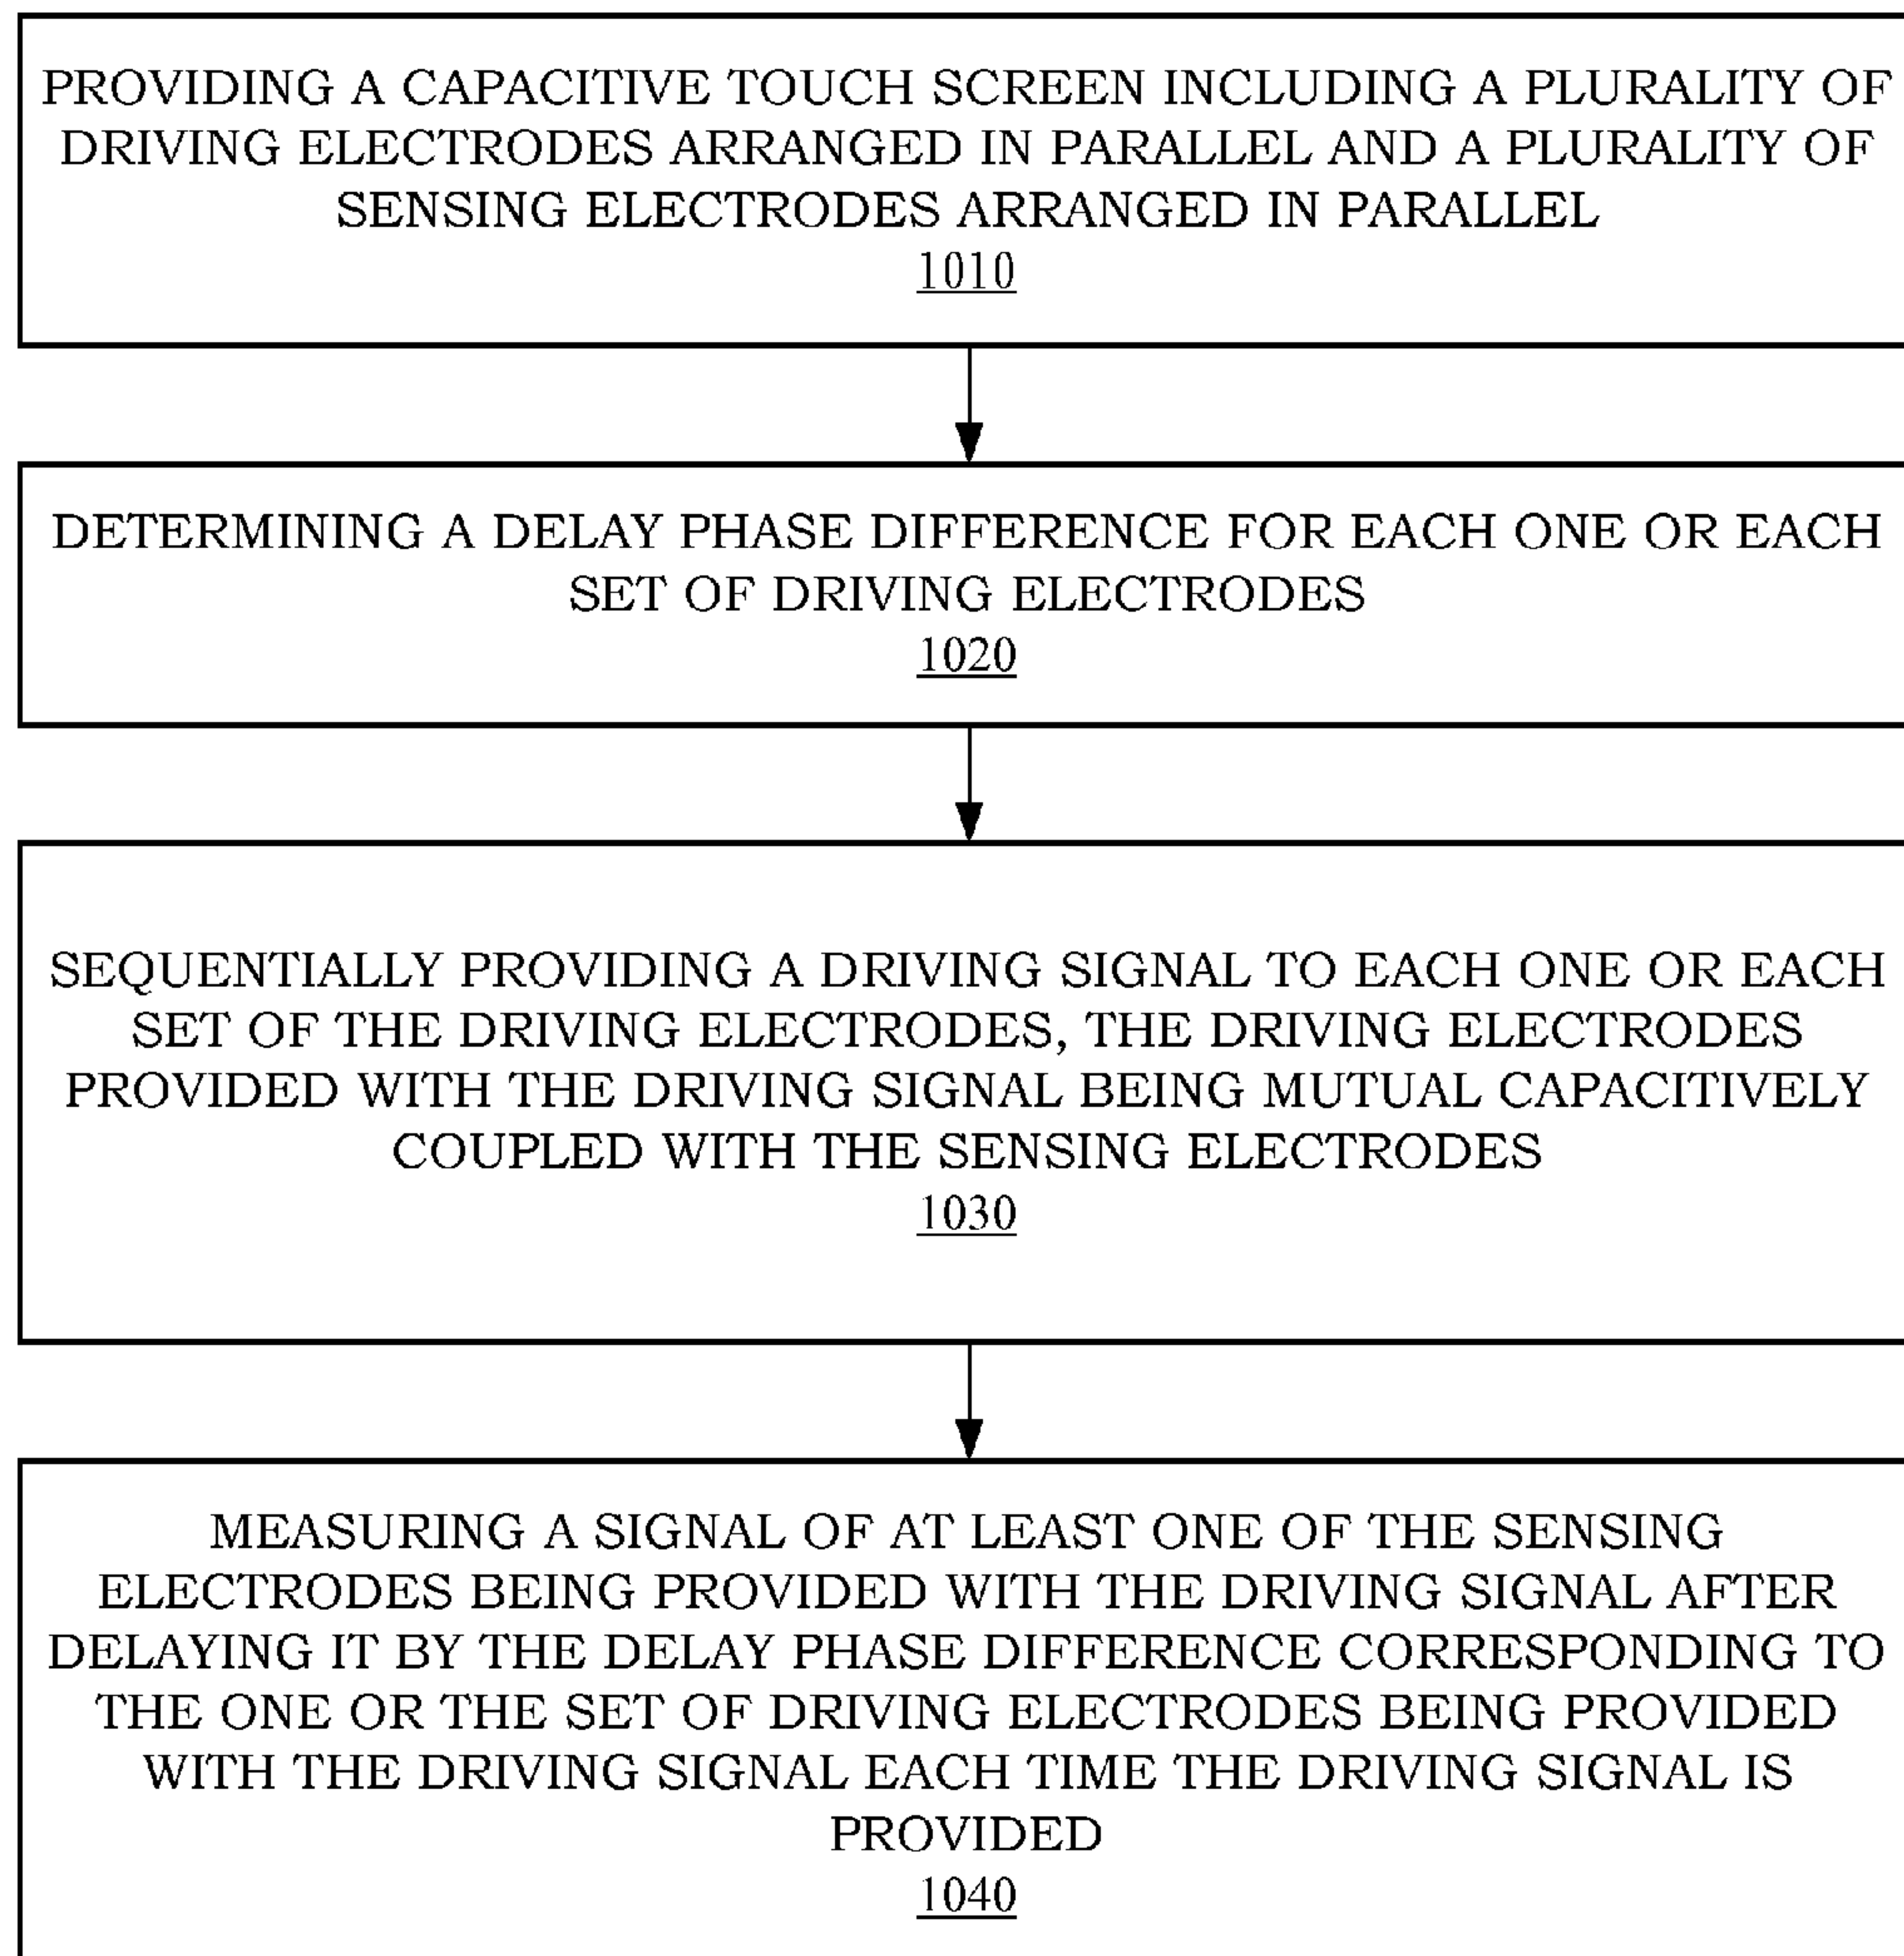 PROVIDING A CAPACITIVE TOUCH SCREEN INCLUDING A PLURALITY OF
DRIVING ELECTRODES ARRANGED IN PARALLEL AND A PLURALITY OF
SENSING ELECTRODES ARRANGED IN PARALLEL
1010
DETERMINING A DELAY PHASE DIFFERENCE FOR EACH ONE OR EACH
SET OF DRIVING ELECTRODES
1020
SEQUENTIALLY PROVIDING A DRIVING SIGNAL TO EACH ONE OR EACH
SET OF THE DRIVING ELECTRODES, THE DRIVING ELECTRODES
PROVIDED WITH THE DRIVING SIGNAL BEING MUTUAL CAPACITIVELY
COUPLED WITH THE SENSING ELECTRODES
1030
MEASURING A SIGNAL OF AT LEAST ONE OF THE SENSING
ELECTRODES BEING PROVIDED WITH THE DRIVING SIGNAL AFTER
DELAYING IT BY THE DELAY PHASE DIFFERENCE CORRESPONDING TO
THE ONE OR THE SET OF DRIVING ELECTRODES BEING PROVIDED
WITH THE DRIVING SIGNAL EACH TIME THE DRIVING SIGNAL IS
PROVIDED
1040